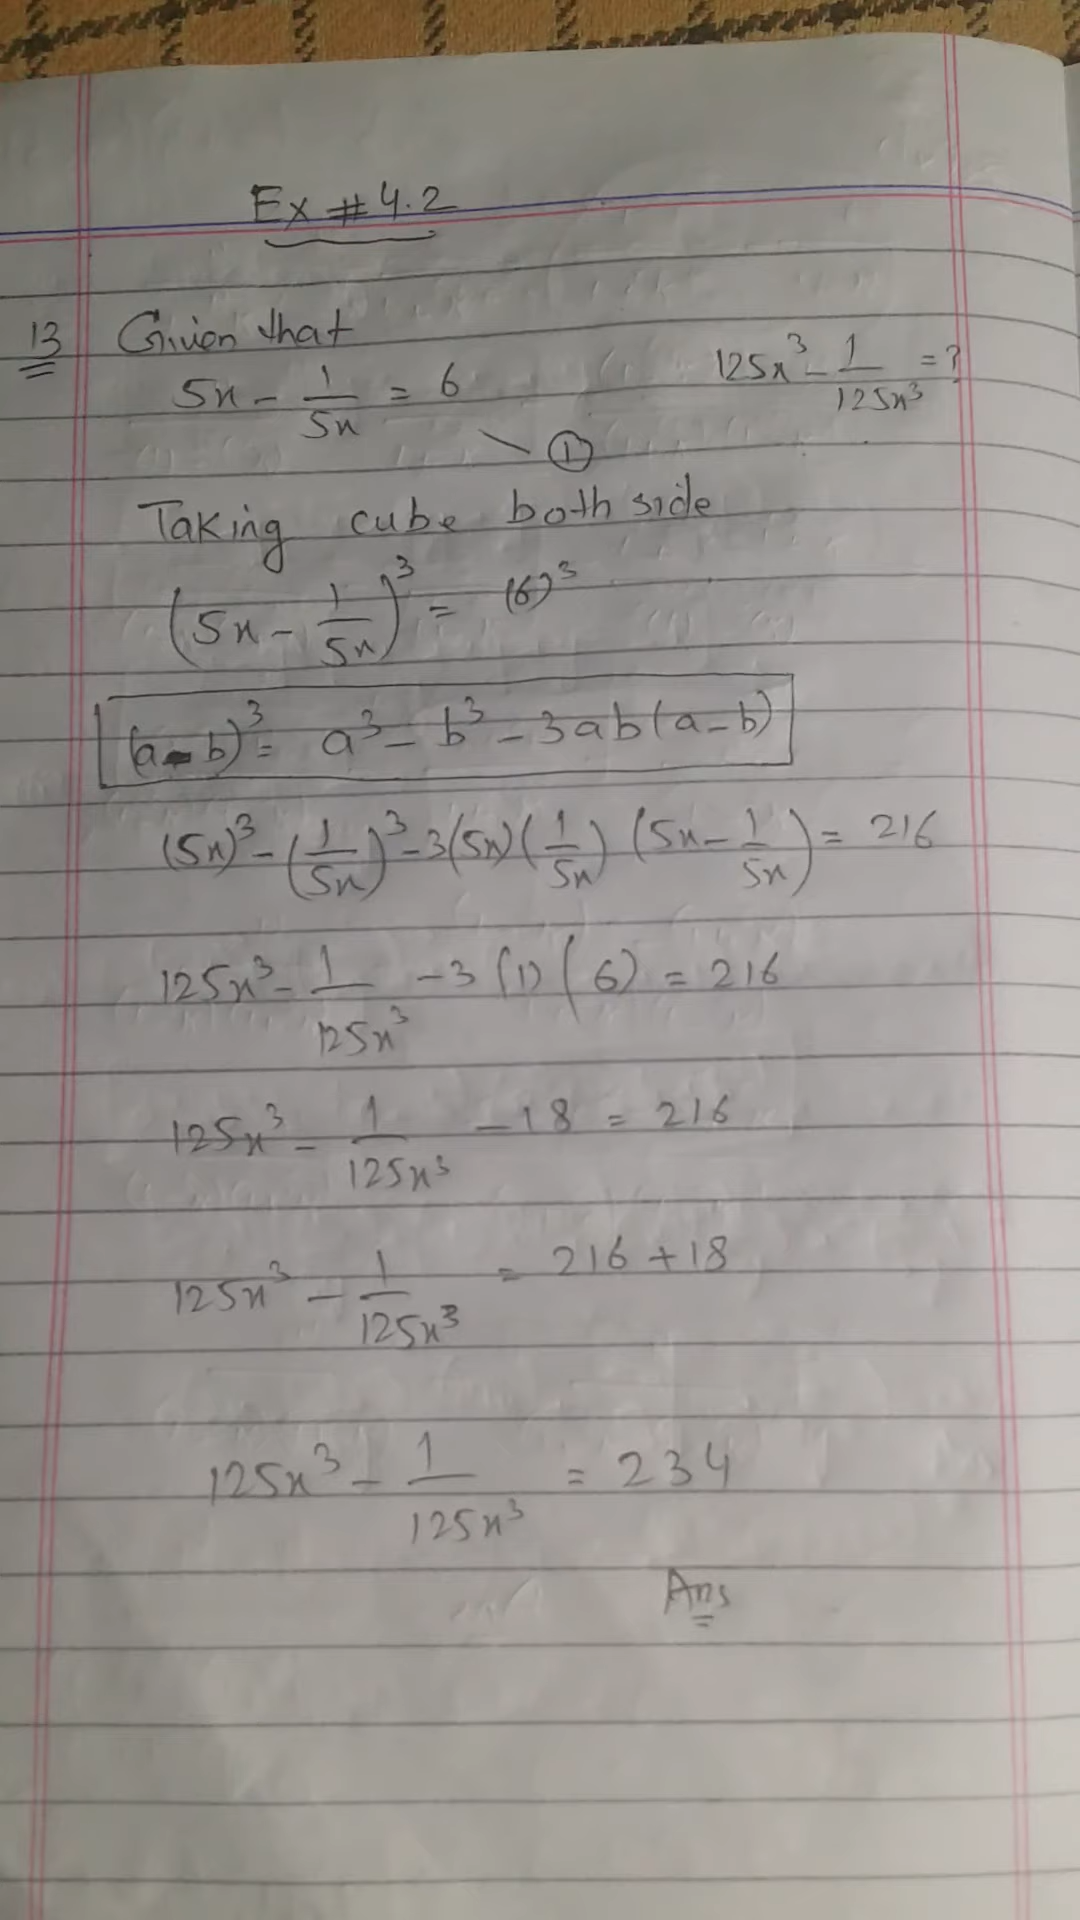 Ex # 4.2
13 Given that
5x - 1/5x = 6    125x³ - 1/125x³ = ?
①
Taking cube both side
(5x - 1/5x)³ = (6)³
(a-b)³ = a³ - b³ - 3ab(a-b)
(5x)³ - (1/5x)³ - 3(5x)(1/5x) (5x - 1/5x) = 216
125x³ - 1/125x³ - 3(1)(6) = 216
125x³ - 1/125x³ - 18 = 216
125x³ - 1/125x³ = 216 + 18
125x³ - 1/125x³ = 234
Ans